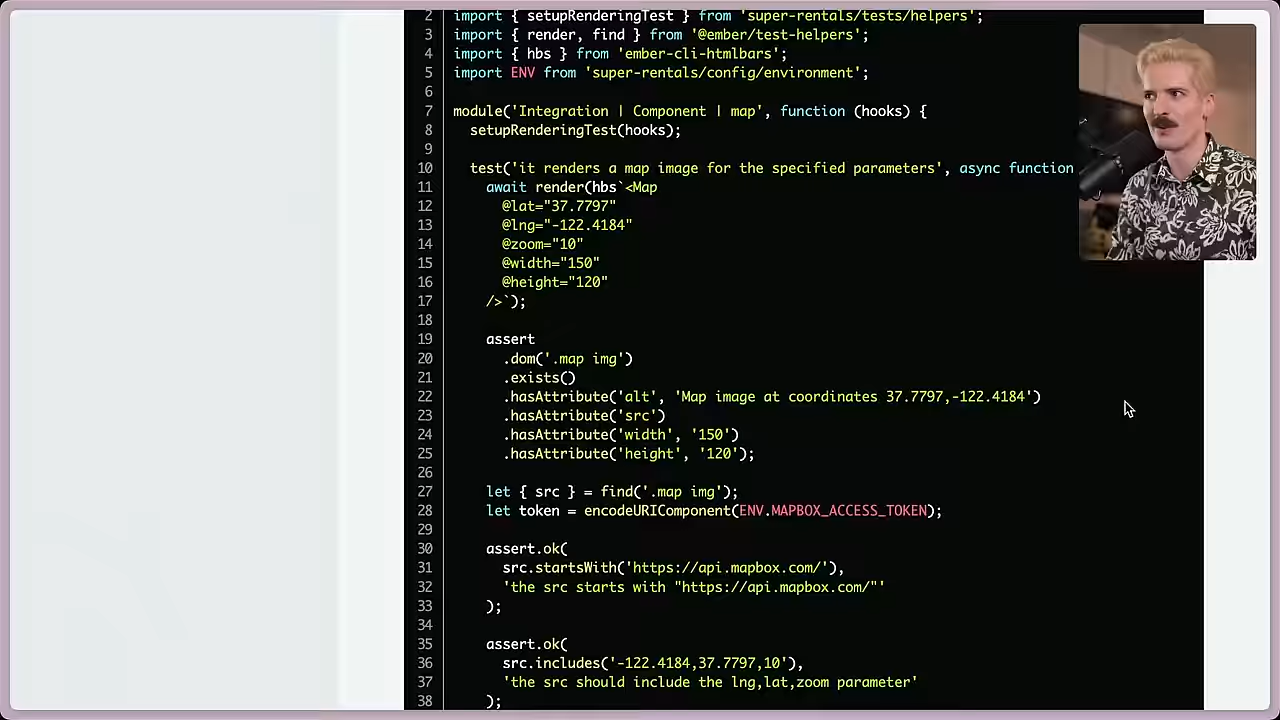 2 import { setupRenderingTest } from 'super-rentals/tests/helpers';
3 import { render, find } from '@ember/test-helpers';
4 import { hbs } from 'ember-cli-htmlbars';
5 import ENV from 'super-rentals/config/environment';
6
7 module('Integration | Component | map', function (hooks) {
8 setupRenderingTest(hooks);
9
10 test('it renders a map image for the specified parameters', async function
11 await render(hbs`<Map
12 @lat="37.7797"
13 @lng="-122.4184"
14 @zoom="10"
15 @width="150"
16 @height="120"
17 />`);
18
19 assert
20 .dom('.map img')
21 .exists()
22 .hasAttribute('alt', 'Map image at coordinates 37.7797,-122.4184')
23 .hasAttribute('src')
24 .hasAttribute('width', '150')
25 .hasAttribute('height', '120');
26
27 let { src } = find('.map img');
28 let token = encodeURIComponent(ENV.MAPBOX_ACCESS_TOKEN);
29
30 assert.ok(
31 src.startsWith('https://api.mapbox.com/'),
32 'the src starts with "https://api.mapbox.com/"'
33 );
34
35 assert.ok(
36 src.includes('-122.4184,37.7797,10'),
37 'the src should include the lng,lat,zoom parameter'
38 );